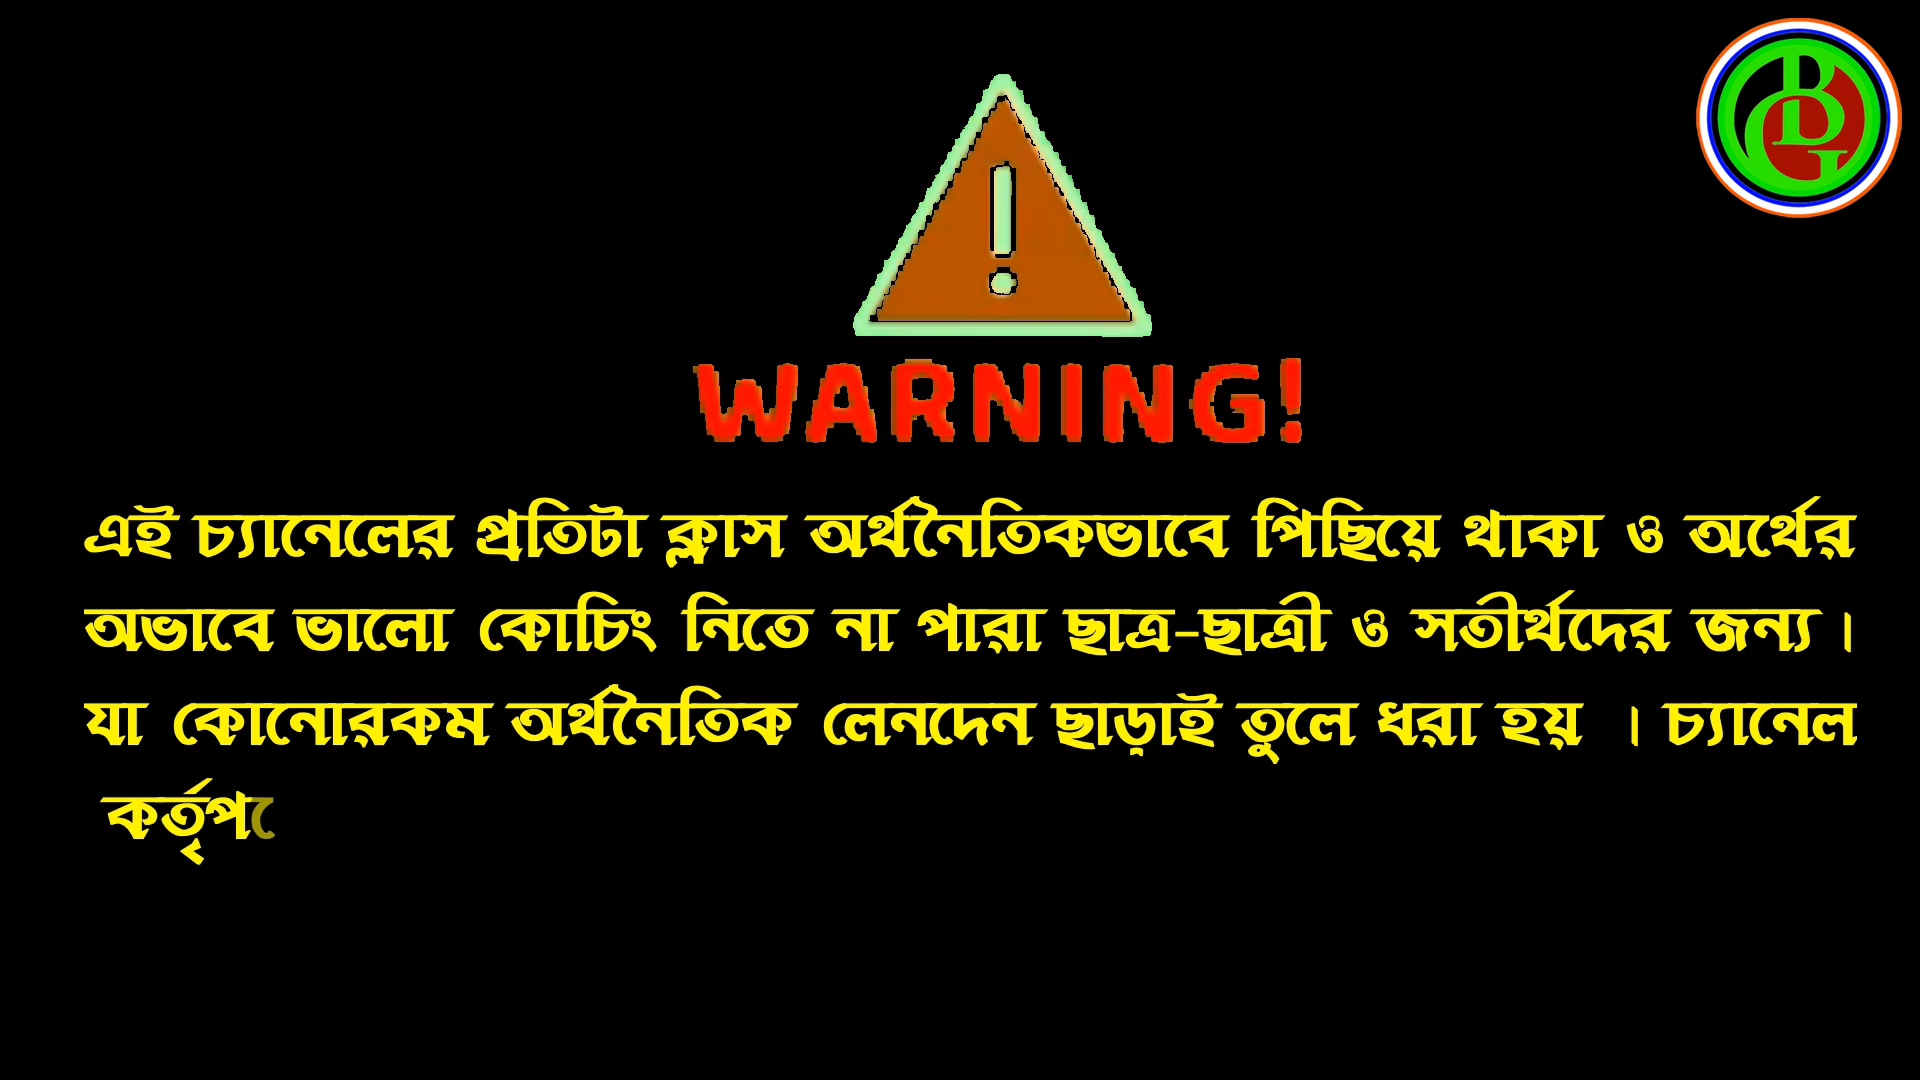 WARNING!
এই চ্যানেলের প্রতিটা ক্লাস অর্থনৈতিকভাবে পিছিয়ে থাকা ও অর্থের
অভাবে ভালো কোচিং নিতে না পারা ছাত্র-ছাত্রী ও সতীর্থদের জন্য।
যা কোনোরকম অর্থনৈতিক লেনদেন ছাড়াই তুলে ধরা হয় । চ্যানেল
কর্তৃপে